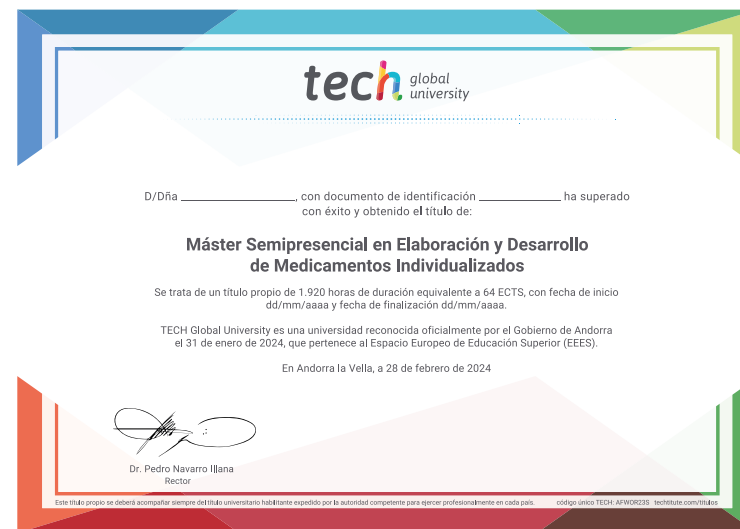 tech global university
D/Dña ____________________, con documento de identificación ______________ ha superado
con éxito y obtenido el título de:
Máster Semipresencial en Elaboración y Desarrollo
de Medicamentos Individualizados
Se trata de un título propio de 1.920 horas de duración equivalente a 64 ECTS, con fecha de inicio
dd/mm/aaaa y fecha de finalización dd/mm/aaaa.
TECH Global University es una universidad reconocida oficialmente por el Gobierno de Andorra
el 31 de enero de 2024, que pertenece al Espacio Europeo de Educación Superior (EEES).
En Andorra la Vella, a 28 de febrero de 2024
Dr. Pedro Navarro Illana
Rector
Este título propio se deberá acompañar siempre del título universitario habilitante expedido por la autoridad competente para ejercer profesionalmente en cada país. código único TECH: AFWOR23S techtitute.com/titulos